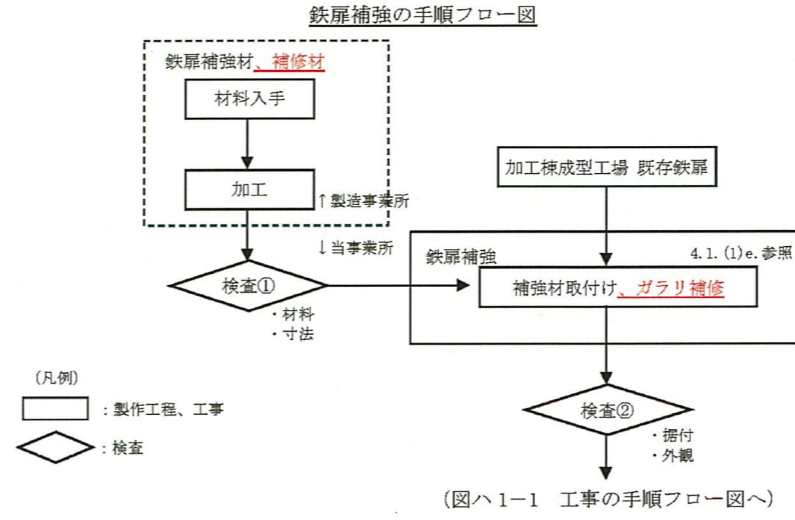 鉄扉補強の手順フロー図
鉄扉補強材、補修材
材料入手
加工
↑製造事業所
↓当事業所
検査①
・材料
・寸法
加工棟成型工場 既存鉄扉
鉄扉補強
4.1.(1)e.参照
補強材取付け、ガラリ補修
検査②
・据付
・外観
(図ハ1-1 工事の手順フロー図へ)
(凡例)
：製作工程、工事
：検査